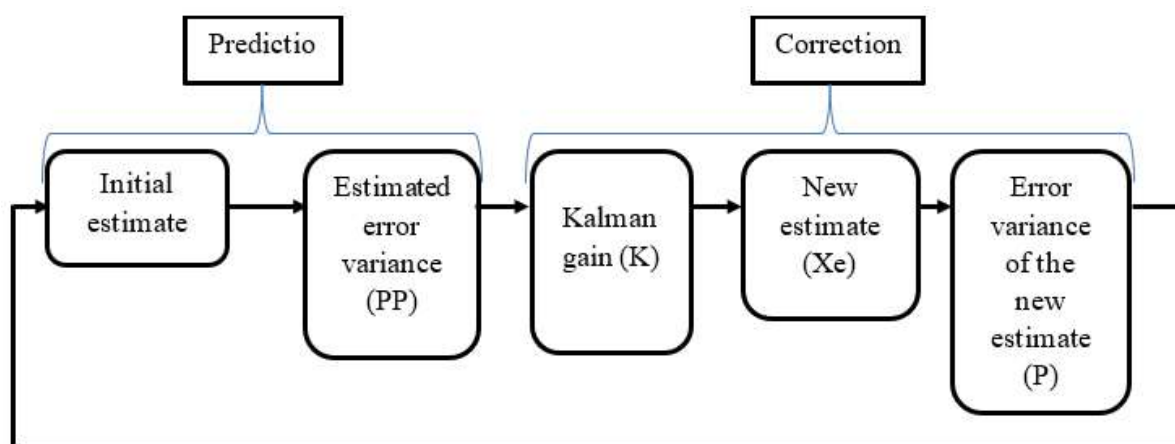 Predictio
Correction
Initial
estimate
Estimated
error
variance
(PP)
Kalman
gain (K)
New
estimate
(Xe)
Error
variance
of the
new
estimate
(P)